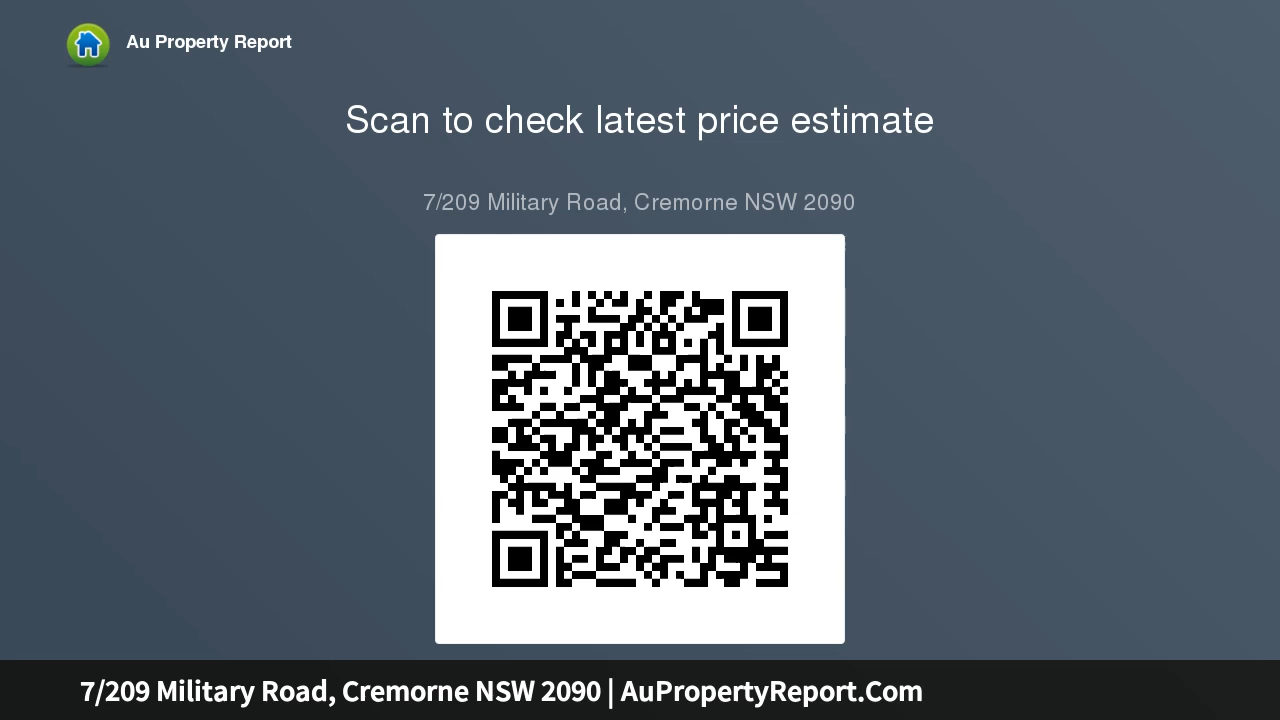 Au Property Report
Scan to check latest price estimate
7/209 Military Road, Cremorne NSW 2090
7/209 Military Road, Cremorne NSW 2090 | AuPropertyReport.Com